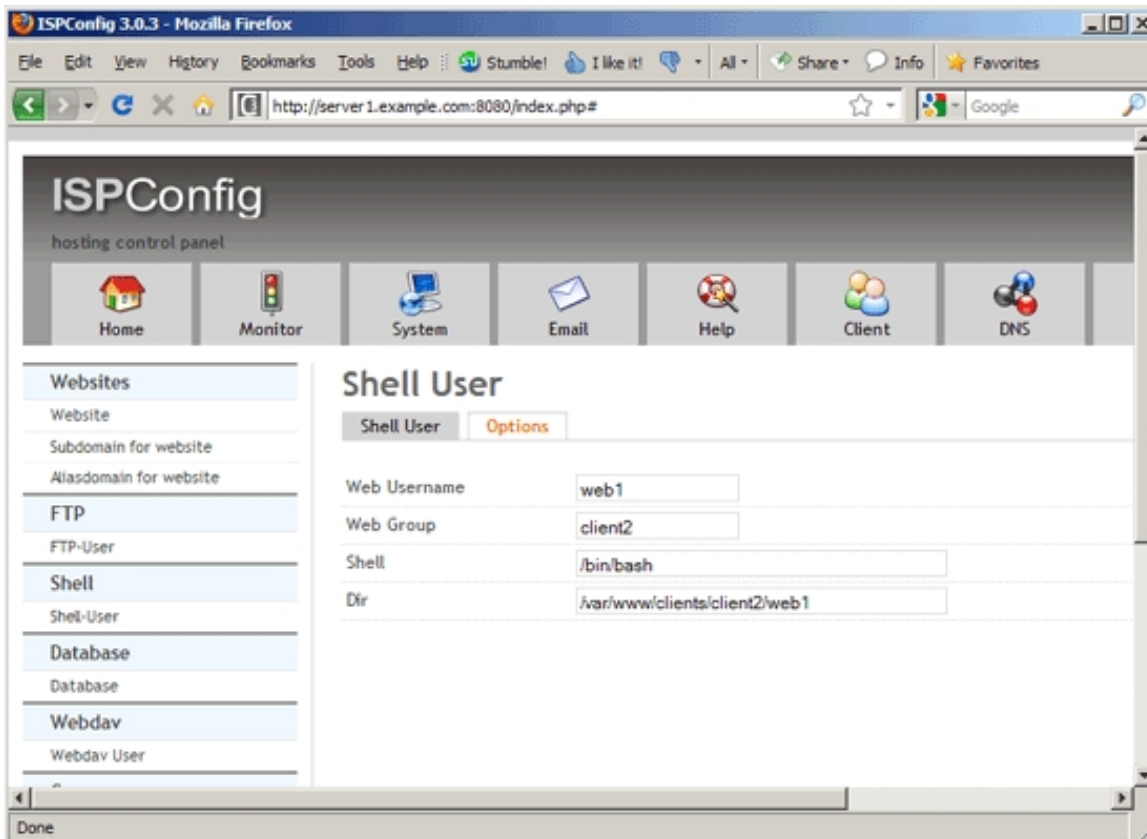 ISPConfig 3.0.3 - Mozilla Firefox
File Edit View History Bookmarks Tools Help Stumble! I like it! All Share Info Favorites
http://server1.example.com:8080/index.php# Google
ISPConfig
hosting control panel
Home Monitor System Email Help Client DNS
Websites
Website
Subdomain for website
Aliasdomain for website
FTP
FTP-User
Shell
Shell-User
Database
Database
Webdav
Webdav User
Shell User
Shell User Options
Web Username web1
Web Group client2
Shell /bin/bash
Dir /var/www/clients/client2/web1
Done